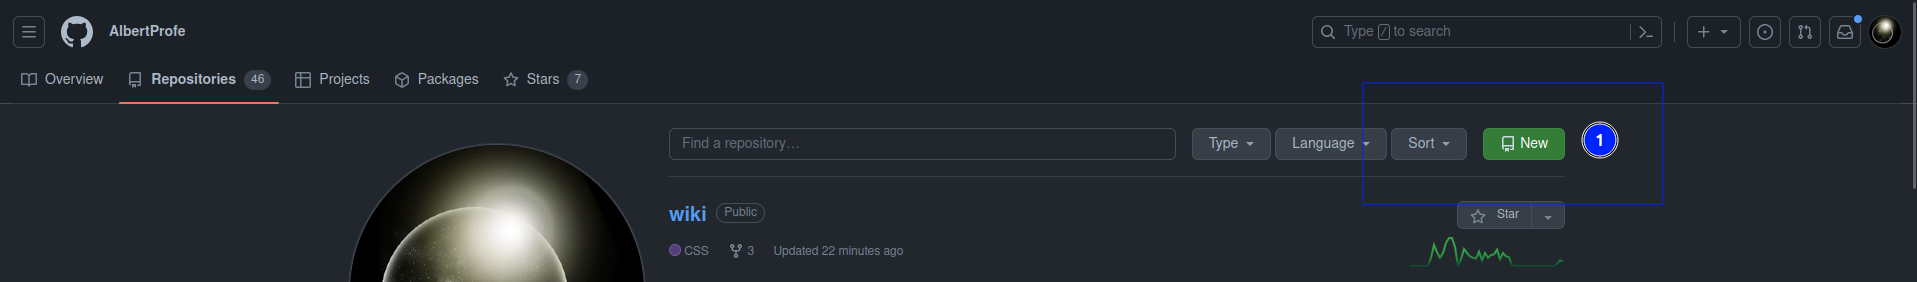 AlbertProfe
Type / to search
Overview
Repositories 46
Projects
Packages
Stars 7
Find a repository…
Type
Language
Sort
New
1
wiki Public
Star
CSS 3 Updated 22 minutes ago